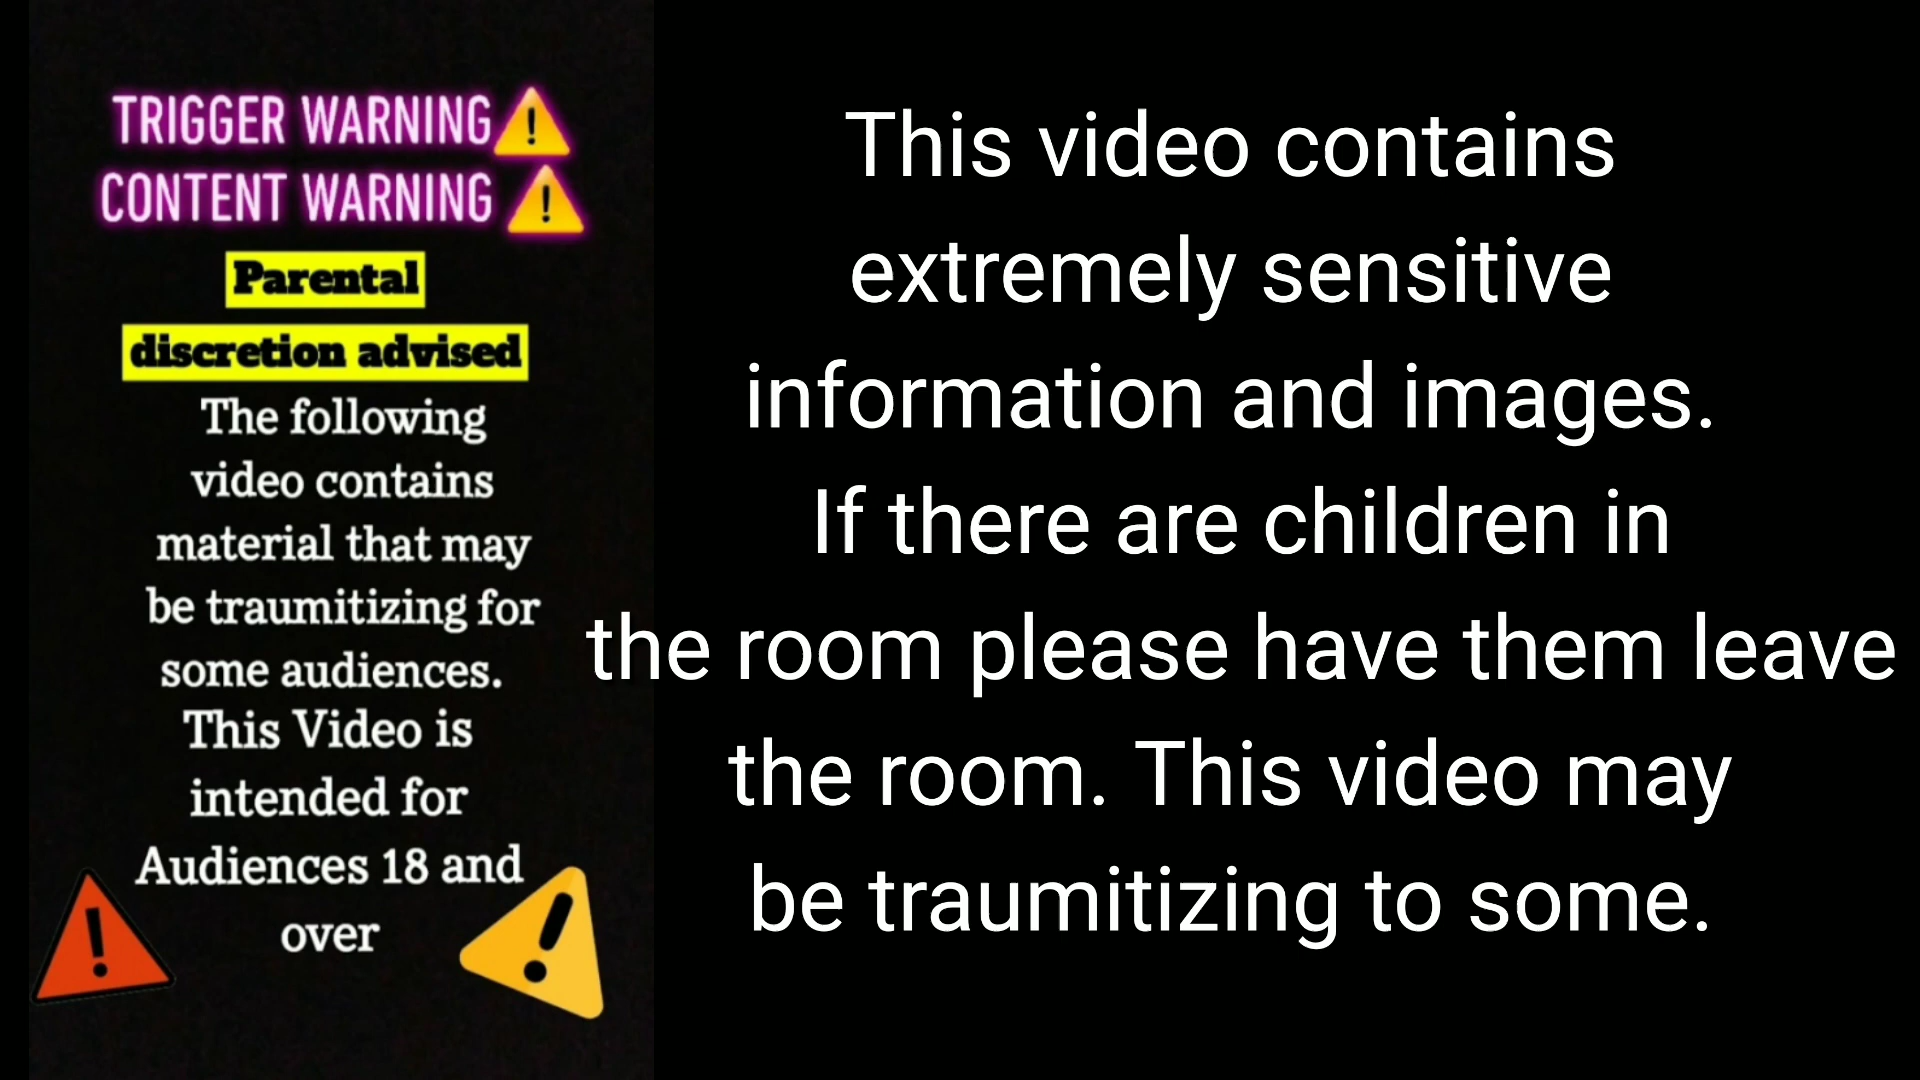 TRIGGER WARNING⚠️
CONTENT WARNING⚠️
Parental
discretion advised
The following
video contains
material that may
be traumitizing for
some audiences.
This Video is
intended for
Audiences 18 and
over
This video contains
extremely sensitive
information and images.
If there are children in
the room please have them leave
the room. This video may
be traumitizing to some.